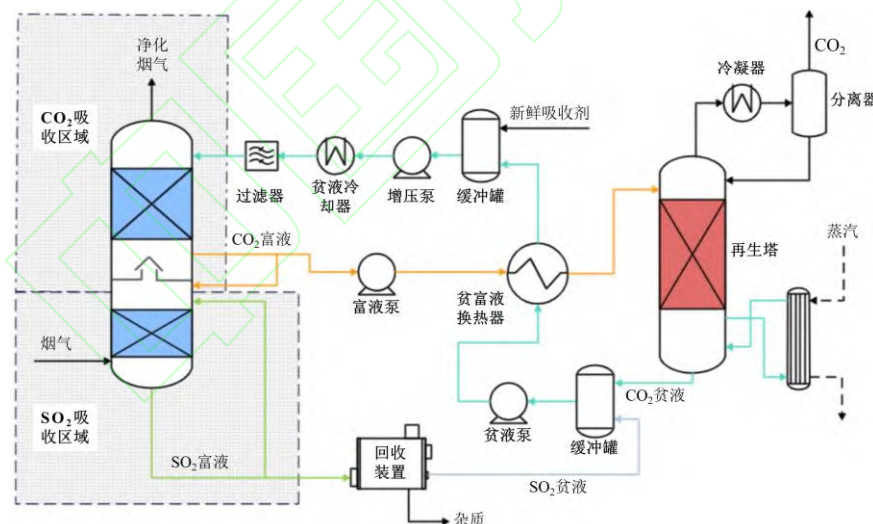 净化
烟气
CO₂吸
收区域
过滤器
贫液冷
却器
增压泵
缓冲罐
新鲜吸收剂
冷凝器
CO₂
分离器
CO₂富液
富液泵
贫富液
换热器
再生塔
蒸汽
烟气
SO₂吸
收区域
SO₂富液
回收
装置
杂质
SO₂贫液
贫液泵
缓冲罐
CO₂贫液